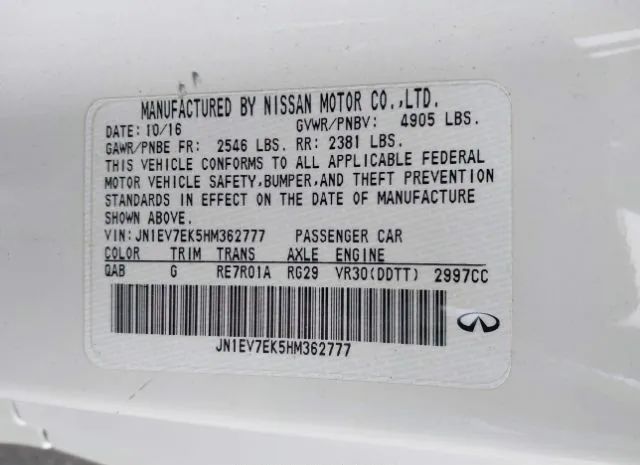 MANUFACTURED BY NISSAN MOTOR CO.,LTD.
DATE: 10/16 GVWR/PNBV: 4905 LBS.
GAWR/PNBE FR: 2546 LBS. RR: 2381 LBS.
THIS VEHICLE CONFORMS TO ALL APPLICABLE FEDERAL
MOTOR VEHICLE SAFETY,BUMPER,AND THEFT PREVENTION
STANDARDS IN EFFECT ON THE DATE OF MANUFACTURE
SHOWN ABOVE.
VIN: JN1EV7EK5HM362777 PASSENGER CAR
COLOR TRIM TRANS AXLE ENGINE
QAB G RE7R01A RG29 VR30(DDTT) 2997CC
JN1EV7EK5HM362777